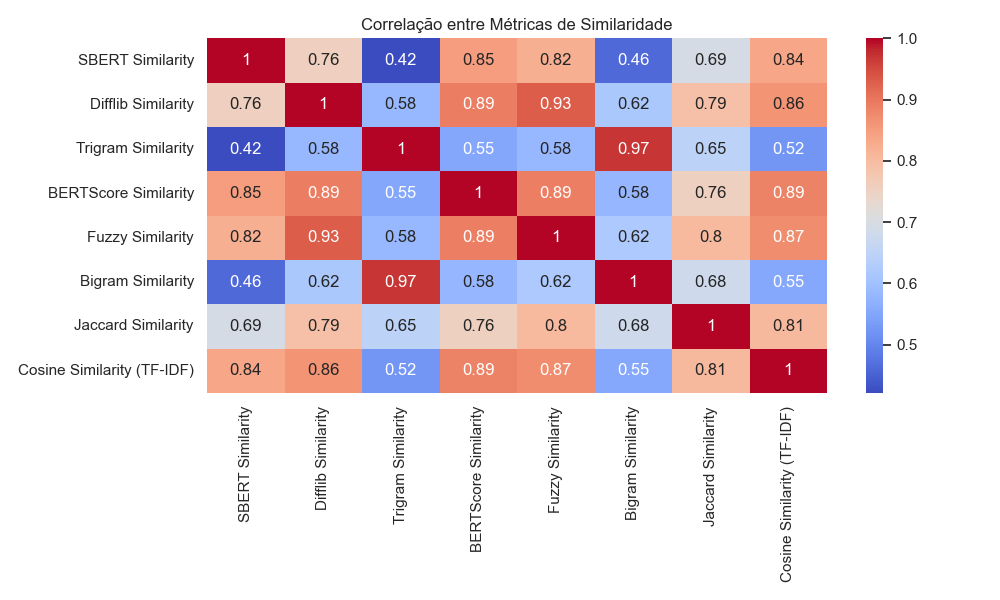 Correlação entre Métricas de Similaridade
SBERT Similarity 1 0.76 0.42 0.85 0.82 0.46 0.69 0.84
Difflib Similarity 0.76 1 0.58 0.89 0.93 0.62 0.79 0.86
Trigram Similarity 0.42 0.58 1 0.55 0.58 0.97 0.65 0.52
BERTScore Similarity 0.85 0.89 0.55 1 0.89 0.58 0.76 0.89
Fuzzy Similarity 0.82 0.93 0.58 0.89 1 0.62 0.8 0.87
Bigram Similarity 0.46 0.62 0.97 0.58 0.62 1 0.68 0.55
Jaccard Similarity 0.69 0.79 0.65 0.76 0.8 0.68 1 0.81
Cosine Similarity (TF-IDF) 0.84 0.86 0.52 0.89 0.87 0.55 0.81 1
SBERT Similarity
Difflib Similarity
Trigram Similarity
BERTScore Similarity
Fuzzy Similarity
Bigram Similarity
Jaccard Similarity
Cosine Similarity (TF-IDF)
1.0
0.9
0.8
0.7
0.6
0.5